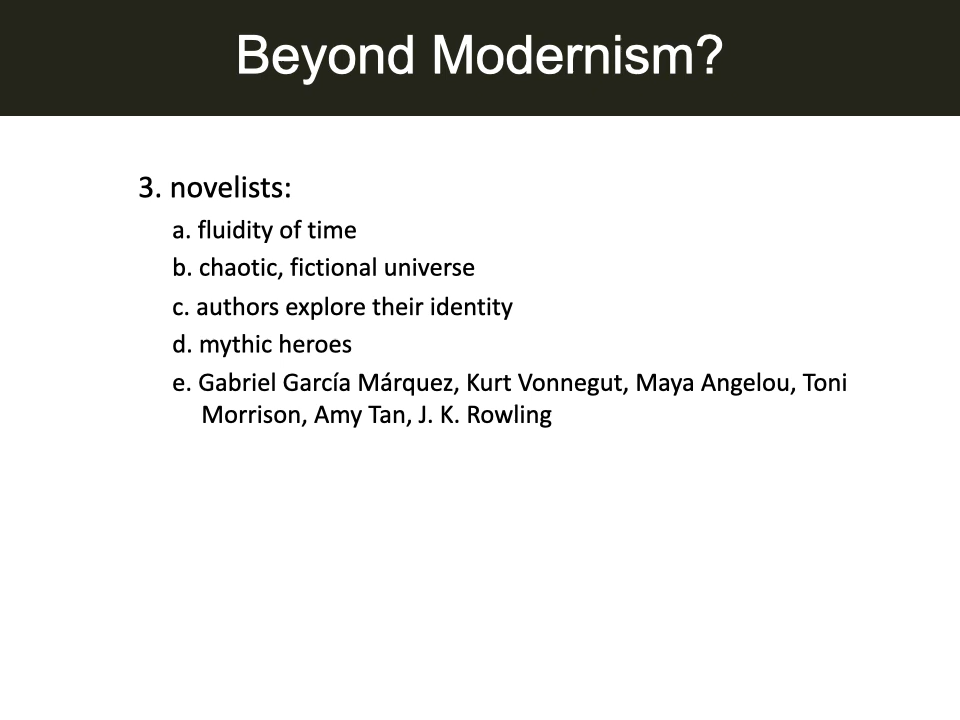 Beyond Modernism?
3. novelists:
a. fluidity of time
b. chaotic, fictional universe
c. authors explore their identity
d. mythic heroes
e. Gabriel García Márquez, Kurt Vonnegut, Maya Angelou, Toni
Morrison, Amy Tan, J. K. Rowling